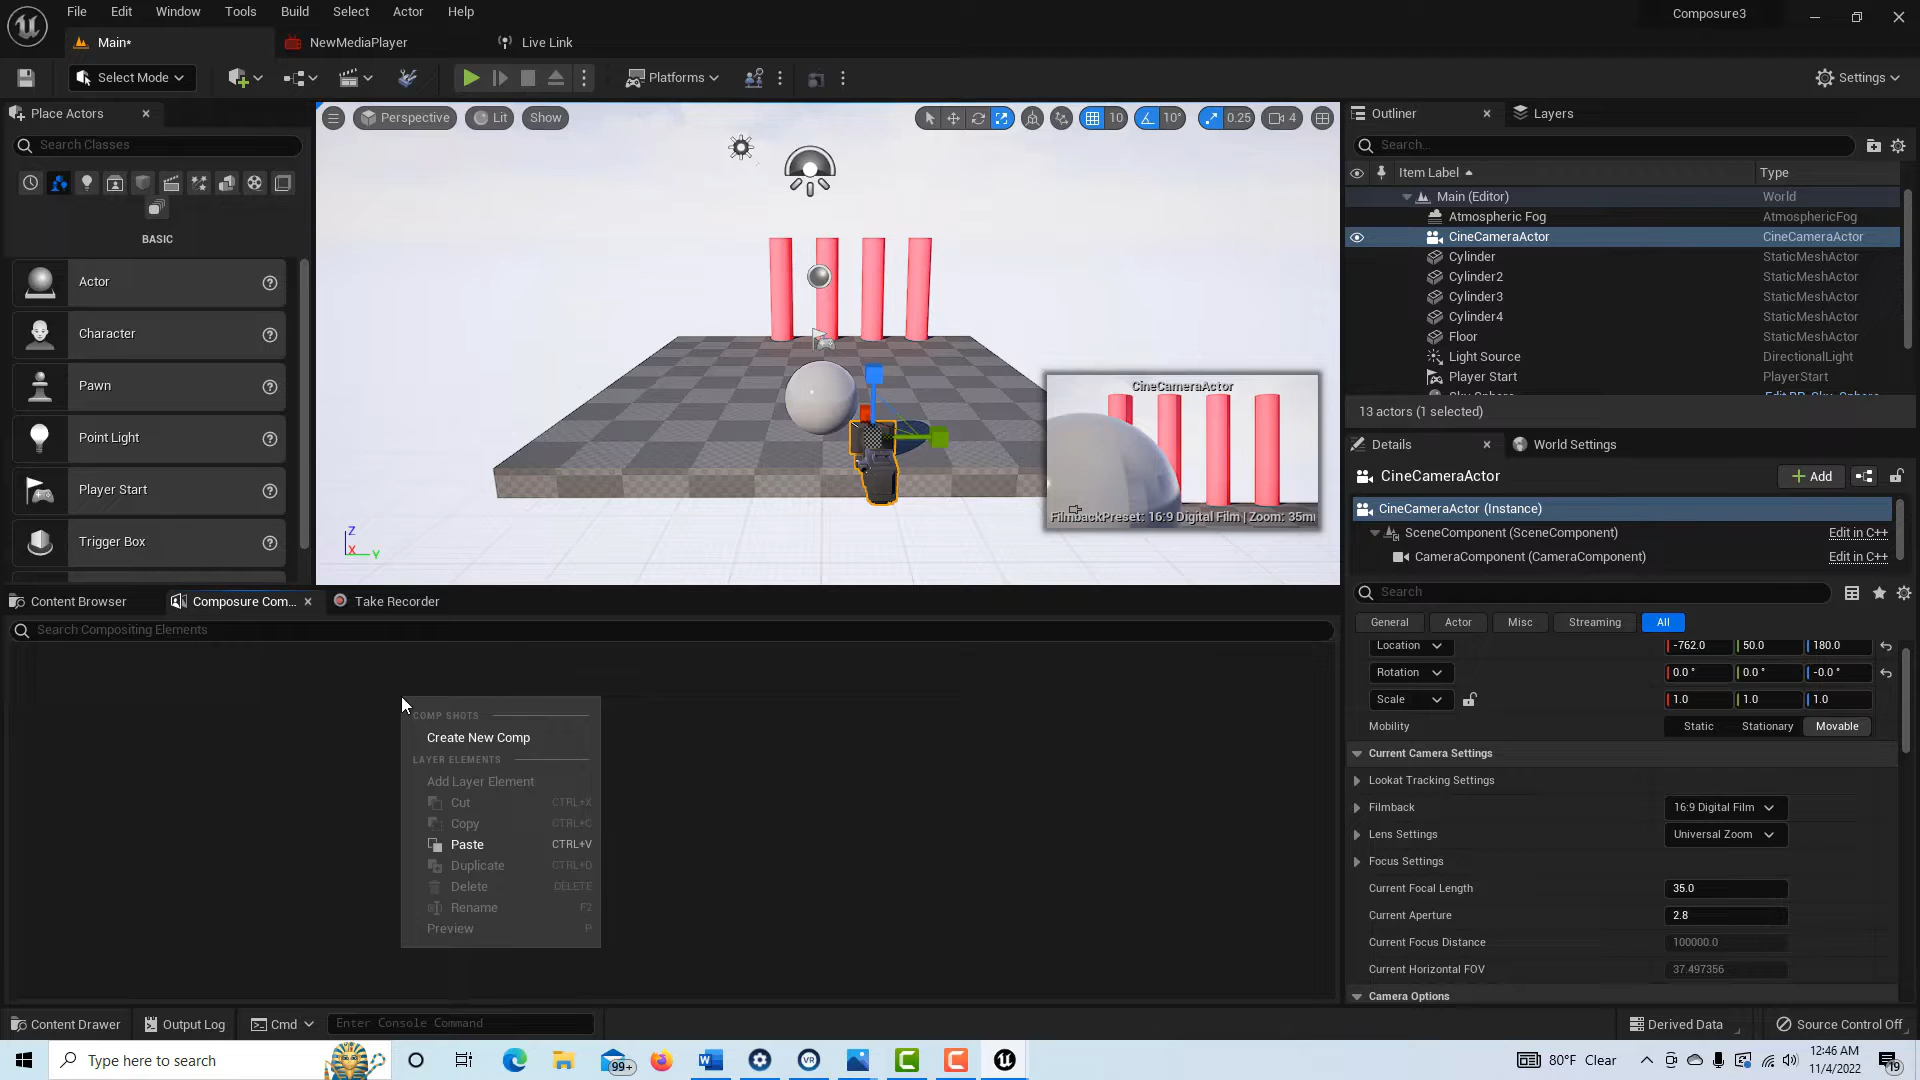 File Edit Window Tools Build Select Actor Help
Composure3
Main* NewMediaPlayer Live Link
Select Mode Platforms Settings
Place Actors
Search Classes
BASIC
Actor
Character
Pawn
Point Light
Player Start
Trigger Box
Perspective Lit Show 10 10° 0.25 4
CineCameraActor
FilmbackPreset: 16:9 Digital Film | Zoom: 35m
Z
X Y
Outliner Layers
Search...
Item Label Type
Main (Editor) World
Atmospheric Fog AtmosphericFog
CineCameraActor CineCameraActor
Cylinder StaticMeshActor
Cylinder2 StaticMeshActor
Cylinder3 StaticMeshActor
Cylinder4 StaticMeshActor
Floor StaticMeshActor
Light Source DirectionalLight
Player Start PlayerStart
13 actors (1 selected)
Details World Settings
CineCameraActor Add
CineCameraActor (Instance)
SceneComponent (SceneComponent) Edit in C++
CameraComponent (CameraComponent) Edit in C++
Search
General Actor Misc Streaming All
Location -762.0 50.0 180.0
Rotation 0.0° 0.0° -0.0°
Scale 1.0 1.0 1.0
Mobility Static Stationary Movable
Current Camera Settings
Lookat Tracking Settings
Filmback 16:9 Digital Film
Lens Settings Universal Zoom
Focus Settings
Current Focal Length 35.0
Current Aperture 2.8
Current Focus Distance 100000.0
Current Horizontal FOV 37.497356
Camera Options
Content Browser Composure Com... Take Recorder
Search Compositing Elements
COMP SHOTS
Create New Comp
LAYER ELEMENTS
Add Layer Element
Cut CTRL+X
Copy CTRL+C
Paste CTRL+V
Duplicate CTRL+D
Delete DELETE
Rename F2
Preview P
Content Drawer Output Log Cmd Enter Console Command Derived Data Source Control Off
Type here to search 99+ 80°F Clear 12:46 AM
11/4/2022 19